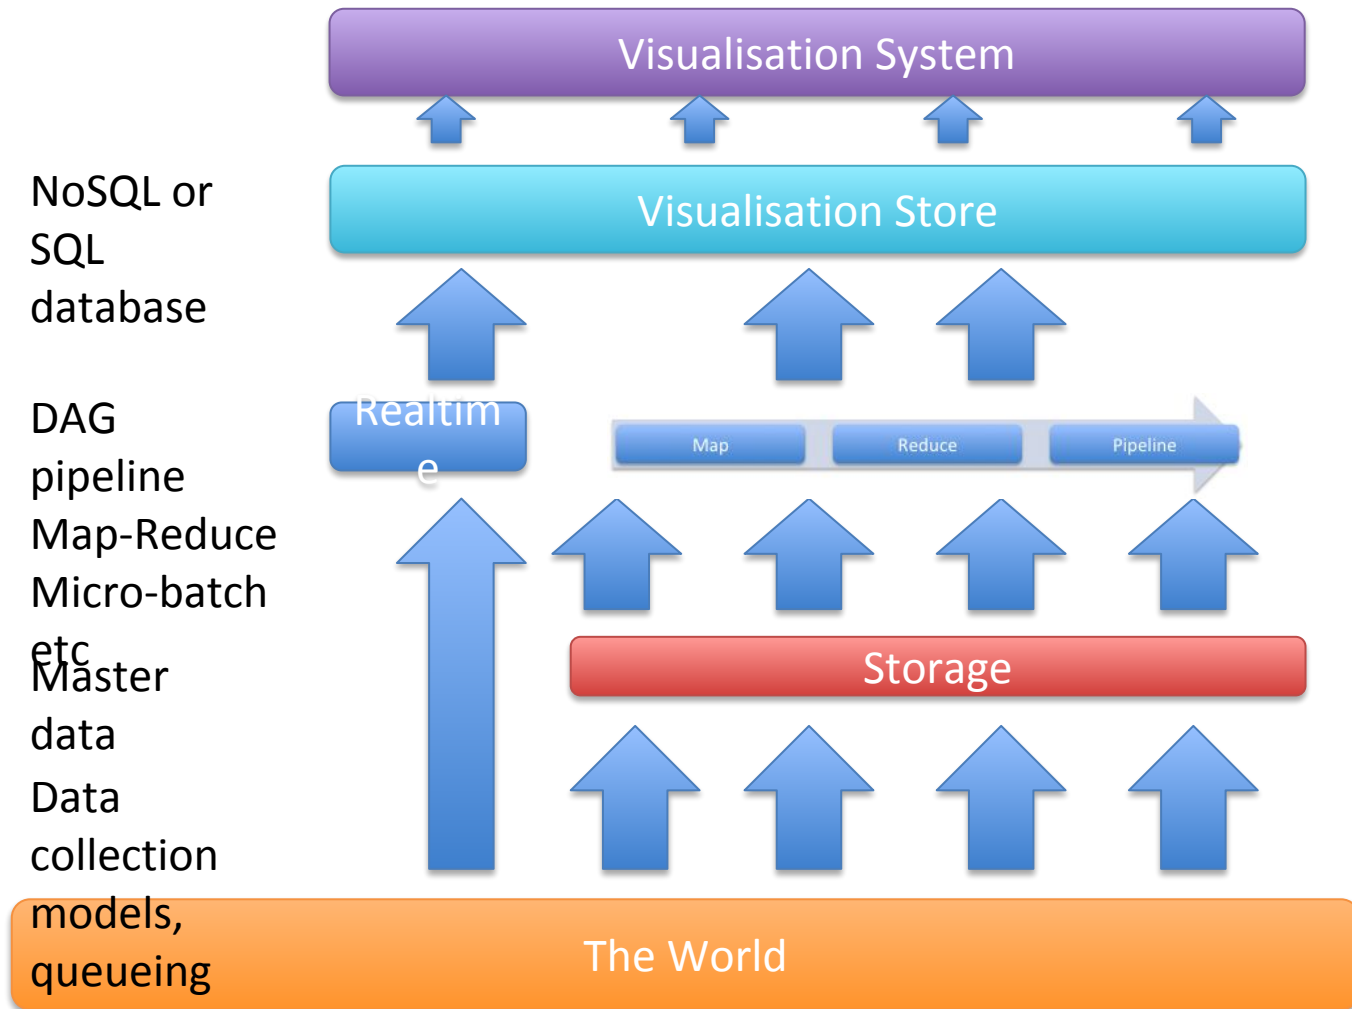 Visualisation System
NoSQL or
SQL
database
Visualisation Store
DAG
pipeline
Map-Reduce
Micro-batch
etc
Realtim
e
Map
Reduce
Pipeline
Master
data
Storage
Data
collection
models,
queueing
The World